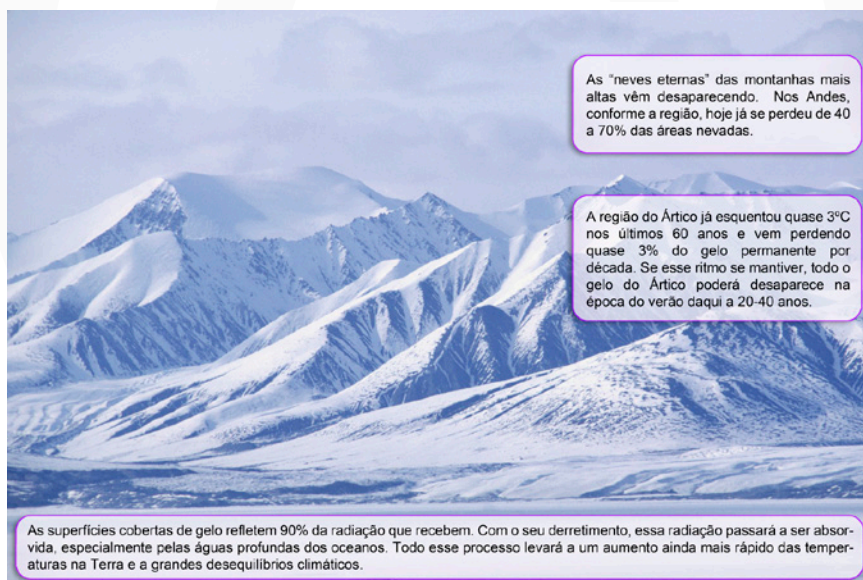 As “neves eternas” das montanhas mais
altas vêm desaparecendo. Nos Andes,
conforme a região, hoje já se perdeu de 40
a 70% das áreas nevadas.
A região do Ártico já esquentou quase 3ºC
nos últimos 60 anos e vem perdendo
quase 3% do gelo permanente por
década. Se esse ritmo se mantiver, todo o
gelo do Ártico poderá desaparece na
época do verão daqui a 20-40 anos.
As superfícies cobertas de gelo refletem 90% da radiação que recebem. Com o seu derretimento, essa radiação passará a ser absor-
vida, especialmente pelas águas profundas dos oceanos. Todo esse processo levará a um aumento ainda mais rápido das temper-
aturas na Terra e a grandes desequilíbrios climáticos.